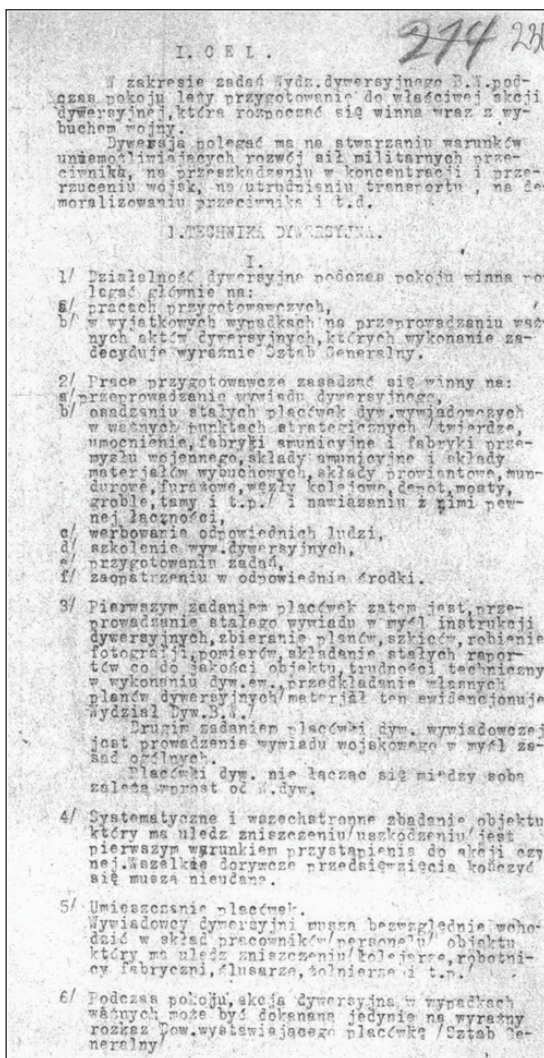 274 236
I. C E L .
W zakresie zadań Wydz.dywersyjnego B.W.pod-
czas pokoju leży przygotowanie do właściwej akcji
dywersyjnej,która rozpocząć się winna wraz z wy-
buchem wojny.
Dywersja polegać ma na stwarzaniu warunków
uniemożliwiających rozwój sił militarnych prze-
ciwnika, na przeszkadzaniu w koncentracji i prze-
rzuceniu wojsk, na utrudnianiu transportu , na de
moralizowaniu przeciwnika i t.d.
I.TECHNIKA DYWERSYJNA.
I.
1/ Działalność dywersyjna podczas pokoju winna po
legać głównie na:
a/ pracach przygotowawczych,
b/ w wyjątkowych wypadkach na przeprowadzaniu waż
nych aktów dywersyjnych,których wykonanie za-
decyduje wyraźnie Sztab Generalny.
2/ Prace przygotowawcze zasadzać się winny na:
a/przeprowadzanie wywiadu dywersyjnego,
b/ osadzaniu stałych placówek dyw.wywiadowczych
w ważnych punktach strategicznych /twierdze,
umocnienie,fabryki amunicyjne i fabryki prze-
mysłu wojennego,składy amunicyjne i składy
materjałów wybuchowych,składy prowiantowe,mun-
durowe,furażowe,węzły kolejowe,depot,mosty,
groble,tamy i t.p./ i nawiązaniu z nimi pew-
nej łączności,
c/ werbowanie odpowiednich ludzi,
d/ szkolenie wyw.dywersyjnych,
e/ przygotowaniu zadań,
f/ zaopatrzeniu w odpowiednie środki.
3/ Pierwszym zadaniem placówek zatem jest,prze-
prowadzanie stałego wywiadu w myśl instrukcji
dywersyjnych,zbieranie planów,szkiców,robienie
fotografji,pomiarów,składanie stałych rapor-
tów co do jakości objektu,trudności techniczny
w wykonaniu dyw.ew.,przedkładanie własnych
planów dywersyjnych/materjał ten ewidencjonuje
Wydział Dyw.B.W./
Drugim zadaniem placówki dyw. wywiadowczej
jest prowadzenie wywiadu wojskowego w myśl za-
sad ogólnych.
Placówki dyw. nie łącząc się między sobą
zależą wprost od W.dyw.
4/ Systematyczne i wszechstronne zbadanie objektu
który ma uledz zniszczeniu/uszkodzeniu/jest
pierwszym warunkiem przystąpienia do akcji czy
nej.Wszelkie dorywcze przedsięwzięcia kończyć
się muszą nieudane.
5/ Umieszczanie placówek.
Wywiadowcy dywersyjni muszą bezwzględnie wcho-
dzić w skład pracowników/personelu/ objektu
który ma uledz zniszczeniu/kolejarze,robotni-
cy fabryczni,ślusarze,żołnierze i t.p./
6/ Podczas pokoju,akcja dywersyjna w wypadkach
ważnych może być dokonana jedynie na wyraźny
rozkaz Dow.wystawiającego placówkę /Sztab Ge-
neralny/